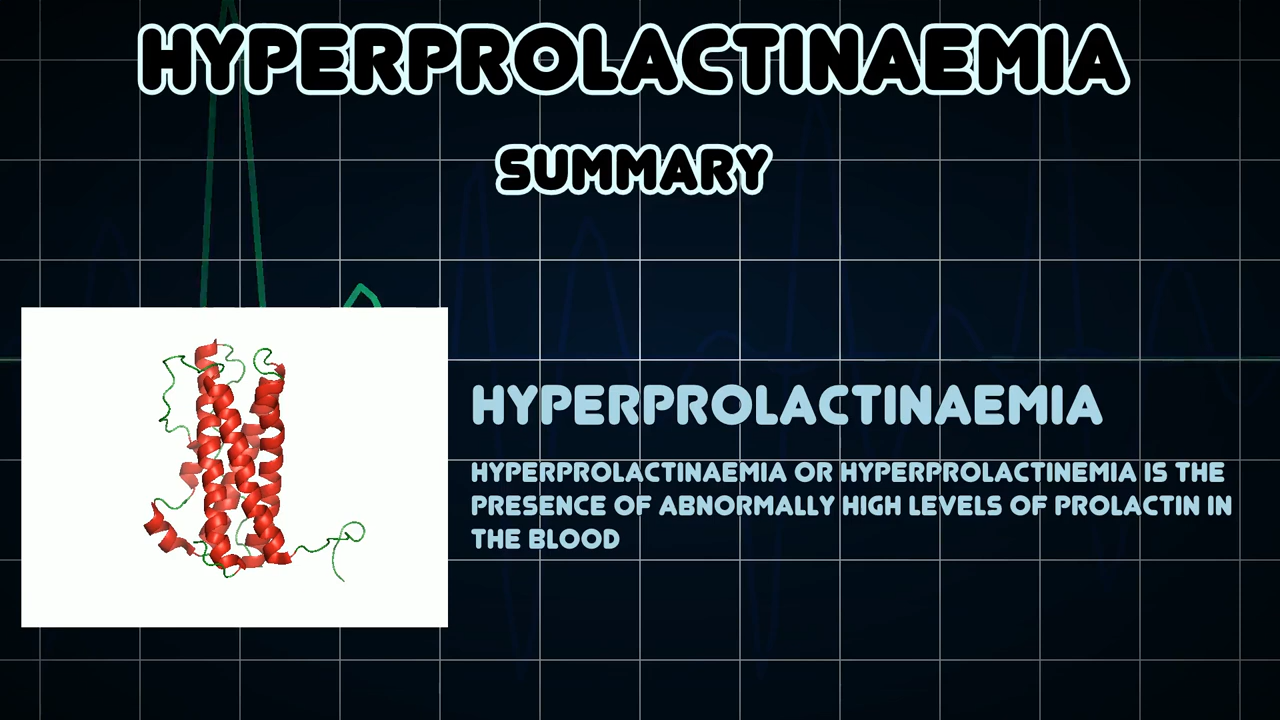 HYPERPROLACTINAEMIA
SUMMARY
HYPERPROLACTINAEMIA
HYPERPROLACTINAEMIA OR HYPERPROLACTINEMIA IS THE
PRESENCE OF ABNORMALLY HIGH LEVELS OF PROLACTIN IN
THE BLOOD